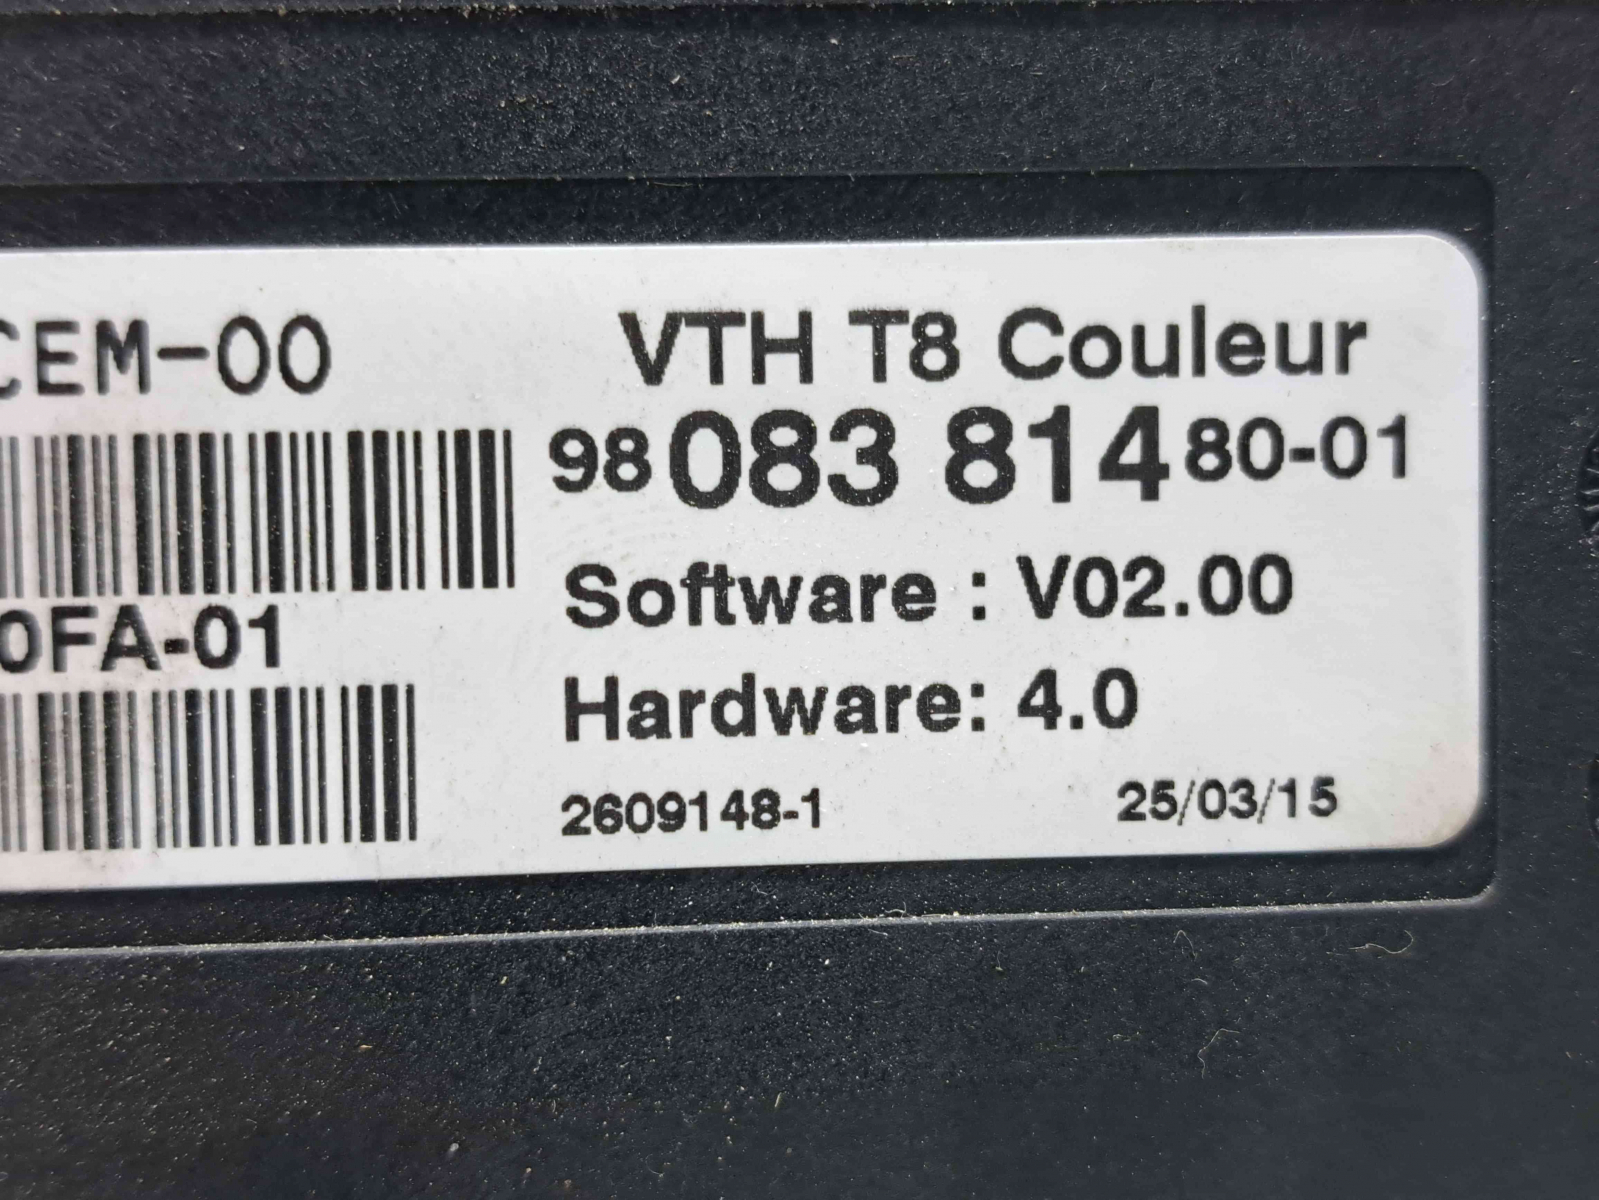 CEM-00
VTH T8 Couleur
98 083 814 80-01
Software : V02.00
0FA-01
Hardware: 4.0
2609148-1 25/03/15